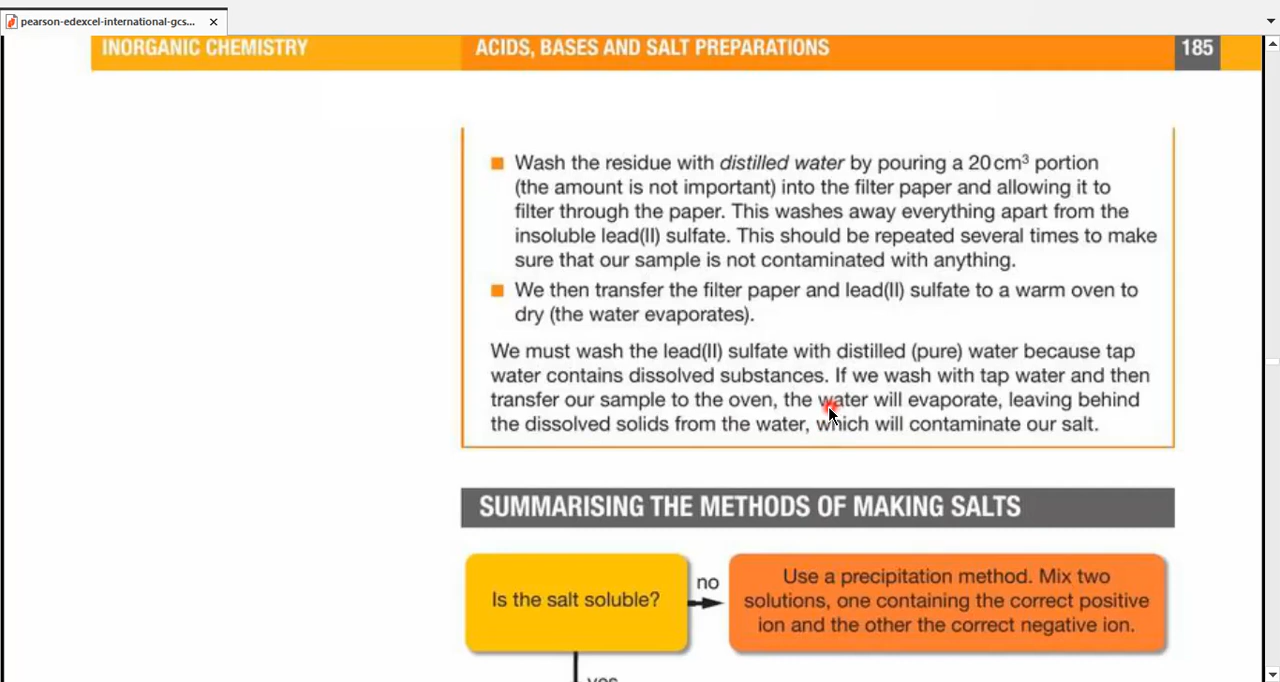 pearson-edexcel-international-gcs...
INORGANIC CHEMISTRY
ACIDS, BASES AND SALT PREPARATIONS
185
Wash the residue with distilled water by pouring a 20 cm³ portion
(the amount is not important) into the filter paper and allowing it to
filter through the paper. This washes away everything apart from the
insoluble lead(II) sulfate. This should be repeated several times to make
sure that our sample is not contaminated with anything.
We then transfer the filter paper and lead(II) sulfate to a warm oven to
dry (the water evaporates).
We must wash the lead(II) sulfate with distilled (pure) water because tap
water contains dissolved substances. If we wash with tap water and then
transfer our sample to the oven, the water will evaporate, leaving behind
the dissolved solids from the water, which will contaminate our salt.
SUMMARISING THE METHODS OF MAKING SALTS
Is the salt soluble?
no
Use a precipitation method. Mix two
solutions, one containing the correct positive
ion and the other the correct negative ion.
yes